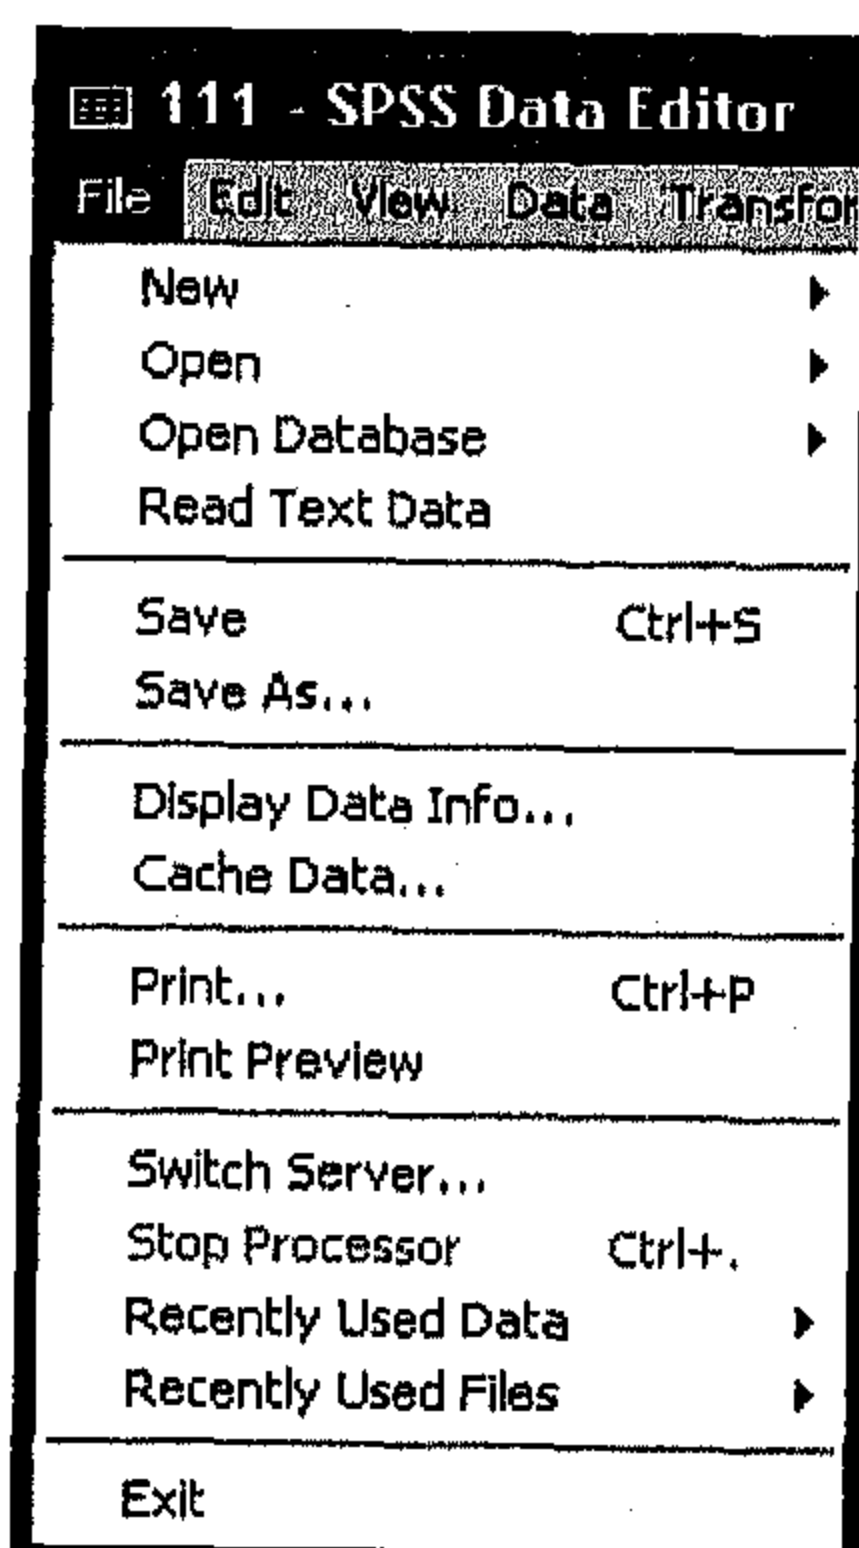 111 - SPSS Data Editor
File Edit View Data Transfor
New
Open
Open Database
Read Text Data
Save Ctrl+S
Save As...
Display Data Info...
Cache Data...
Print... Ctrl+P
Print Preview
Switch Server...
Stop Processor Ctrl+.
Recently Used Data
Recently Used Files
Exit